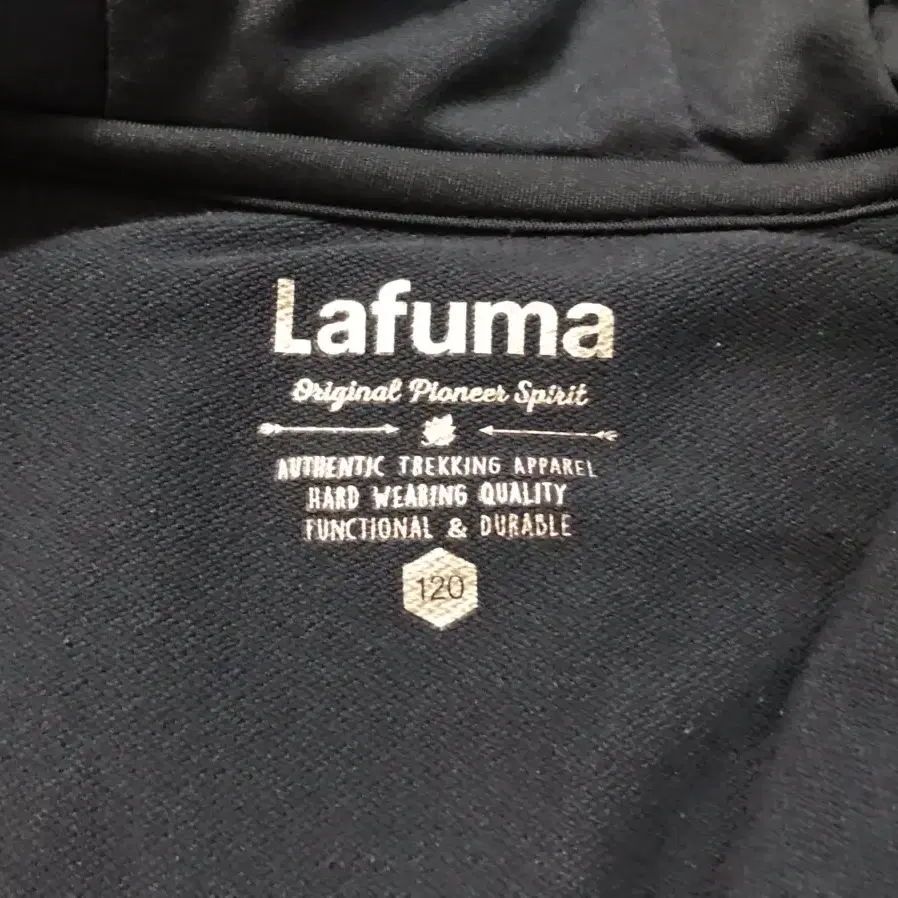 Lafuma
Original Pioneer Spirit
AUTHENTIC TREKKING APPAREL
HARD WEARING QUALITY
FUNCTIONAL & DURABLE
120